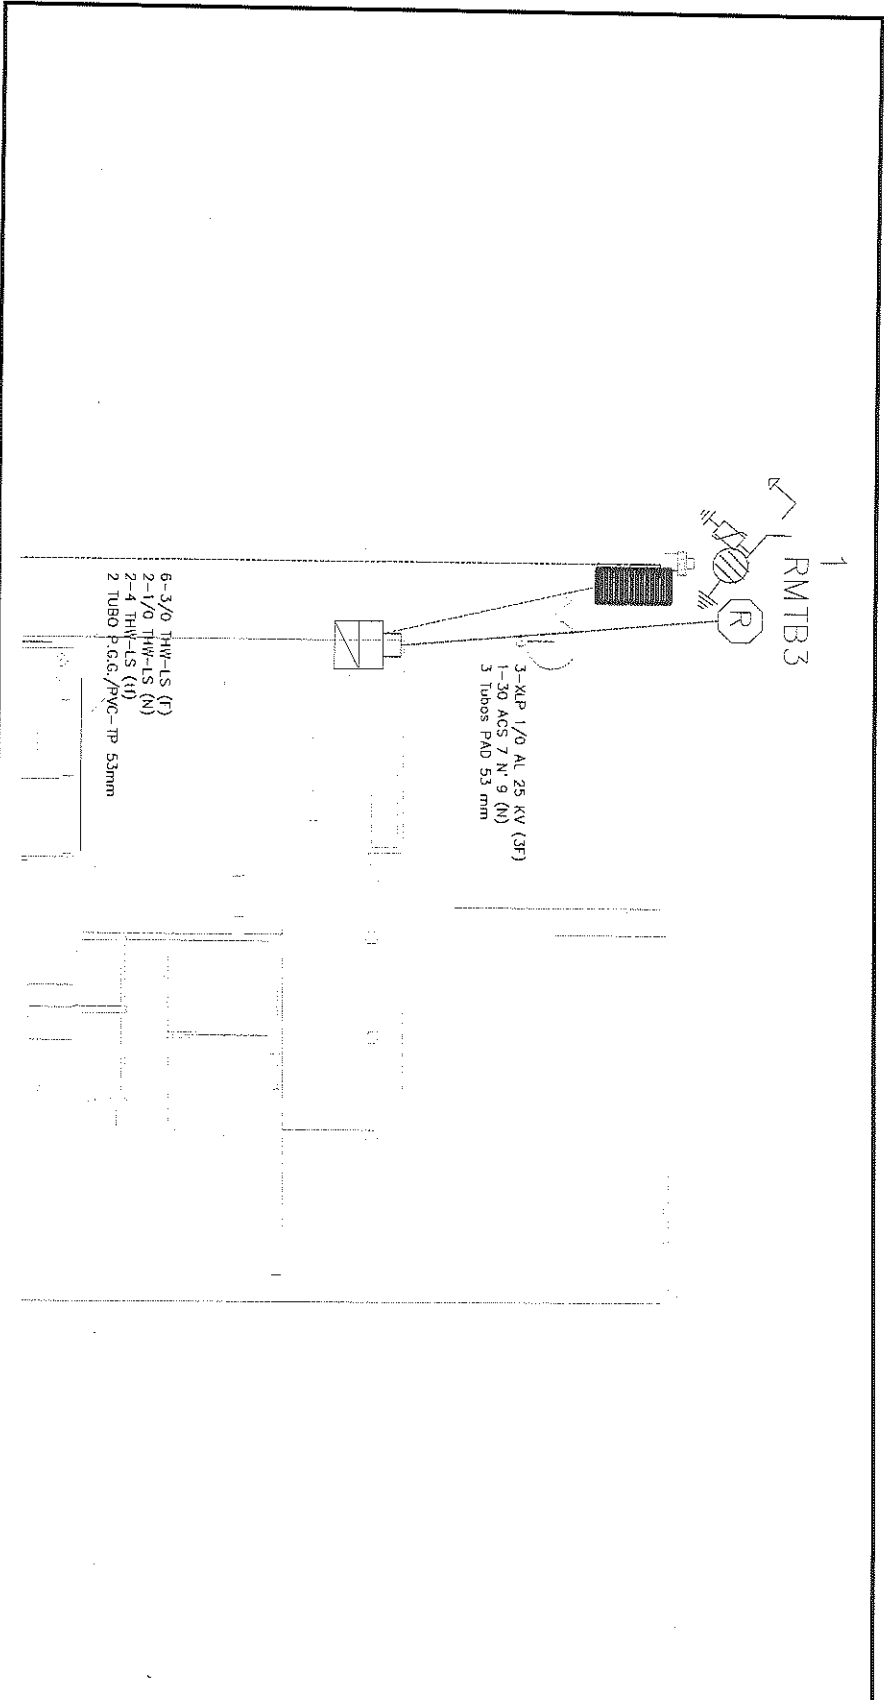 1
RMTB3
R
3-XLP 1/0 AL 25 KV (3F)
1-30 ACS 7 N° 9 (N)
3 Tubos PAD 53 mm
6-3/0 THW-LS (F)
2-1/0 THW-LS (N)
2-4 THW-LS (tf)
2 TUBO P.G.G./PVC-TP 53mm